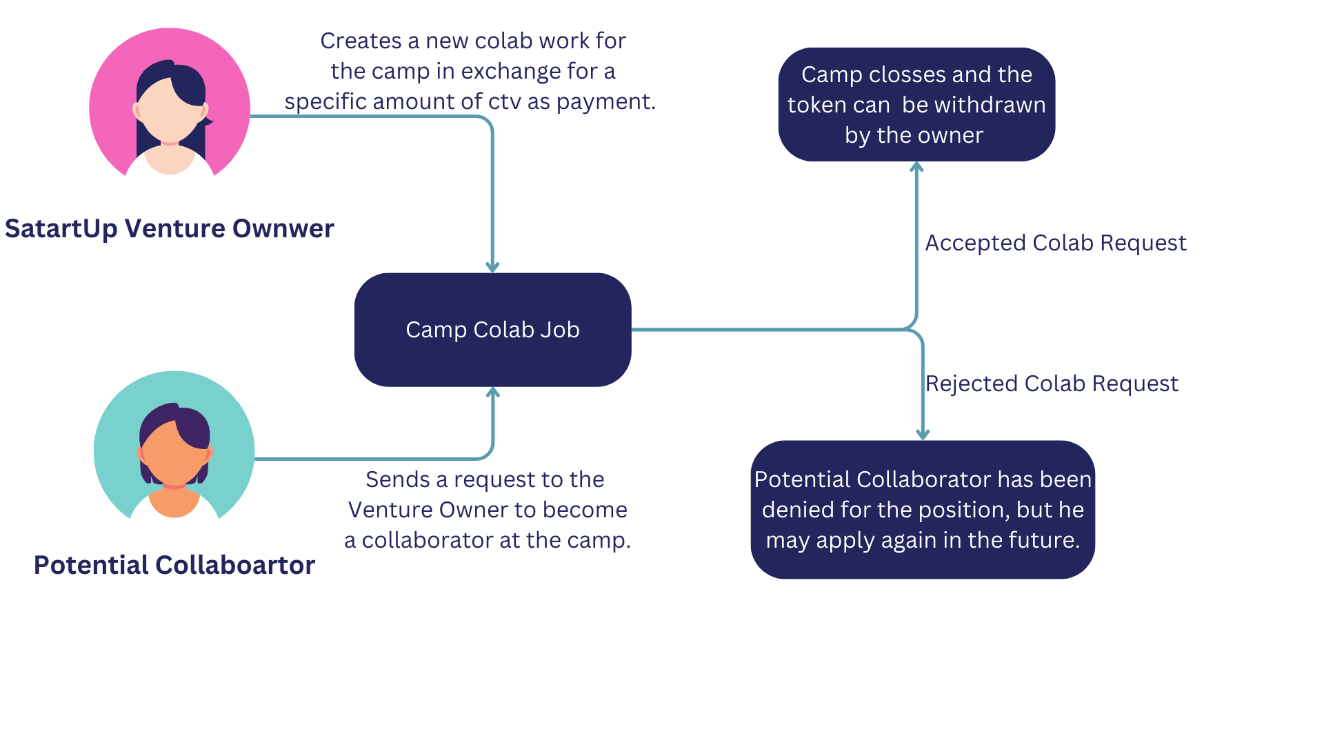 Creates a new colab work for
the camp in exchange for a
specific amount of ctv as payment.
SatartUp Venture Ownwer
Camp closses and the
token can be withdrawn
by the owner
Accepted Colab Request
Camp Colab Job
Rejected Colab Request
Sends a request to the
Venture Owner to become
a collaborator at the camp.
Potential Collaboartor
Potential Collaborator has been
denied for the position, but he
may apply again in the future.